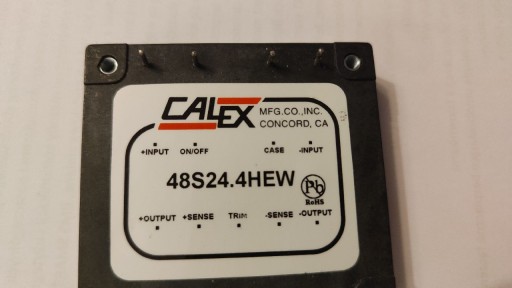 CALEX
MFG.CO.,INC.
CONCORD, CA
+INPUT ON/OFF CASE -INPUT
48S24.4HEW
Pb
RoHS
+OUTPUT +SENSE TRIM -SENSE -OUTPUT